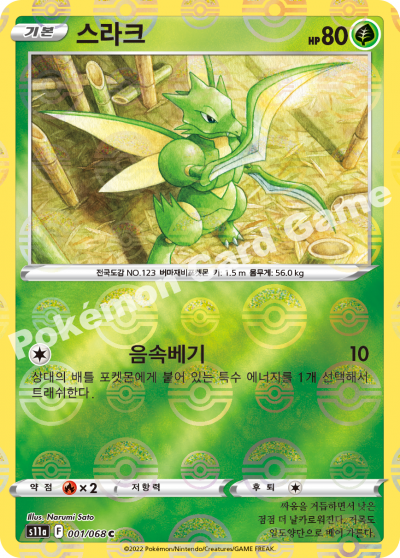 기본 스라크 HP 80
전국도감 NO.123 버마재비포켓몬 키: 1.5 m 몸무게: 56.0 kg
Pokémon Card Game
음속베기 10
상대의 배틀 포켓몬에게 붙어 있는 특수 에너지를 1개 선택해서
트래쉬한다.
약점 ×2 저항력 후퇴
Illus. Narumi Sato
s11a F 001/068 C
싸움을 거듭하면서 낫은
점점 더 날카로워진다. 거목도
일도양단으로 베어 가른다.
©2022 Pokémon/Nintendo/Creatures/GAME FREAK.